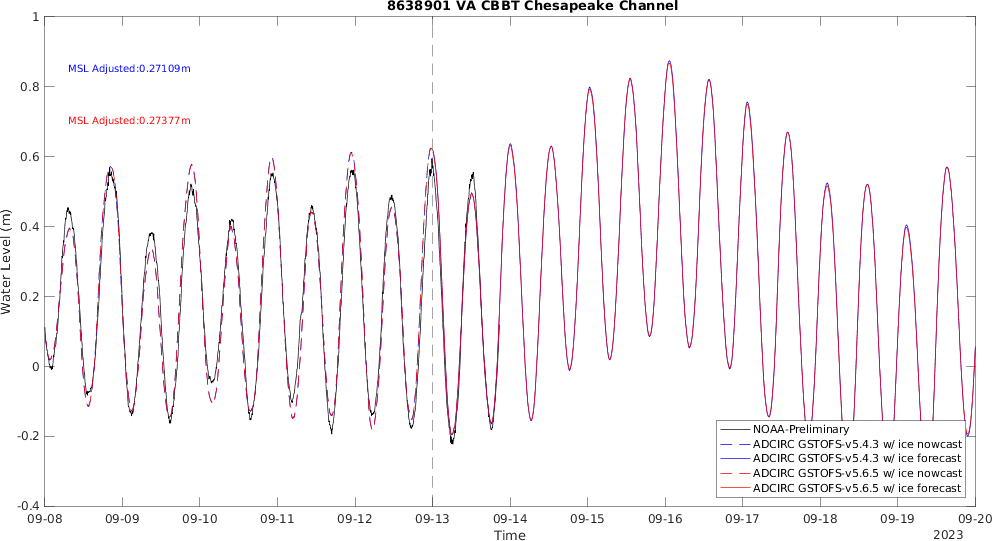 8638901 VA CBBT Chesapeake Channel
MSL Adjusted:0.27109m
MSL Adjusted:0.27377m
Water Level (m)
1
0.8
0.6
0.4
0.2
0
-0.2
-0.4
NOAA-Preliminary
ADCIRC GSTOFS-v5.4.3 w/ ice nowcast
ADCIRC GSTOFS-v5.4.3 w/ ice forecast
ADCIRC GSTOFS-v5.6.5 w/ ice nowcast
ADCIRC GSTOFS-v5.6.5 w/ ice forecast
09-08 09-09 09-10 09-11 09-12 09-13 09-14 09-15 09-16 09-17 09-18 09-19 09-20
Time
2023